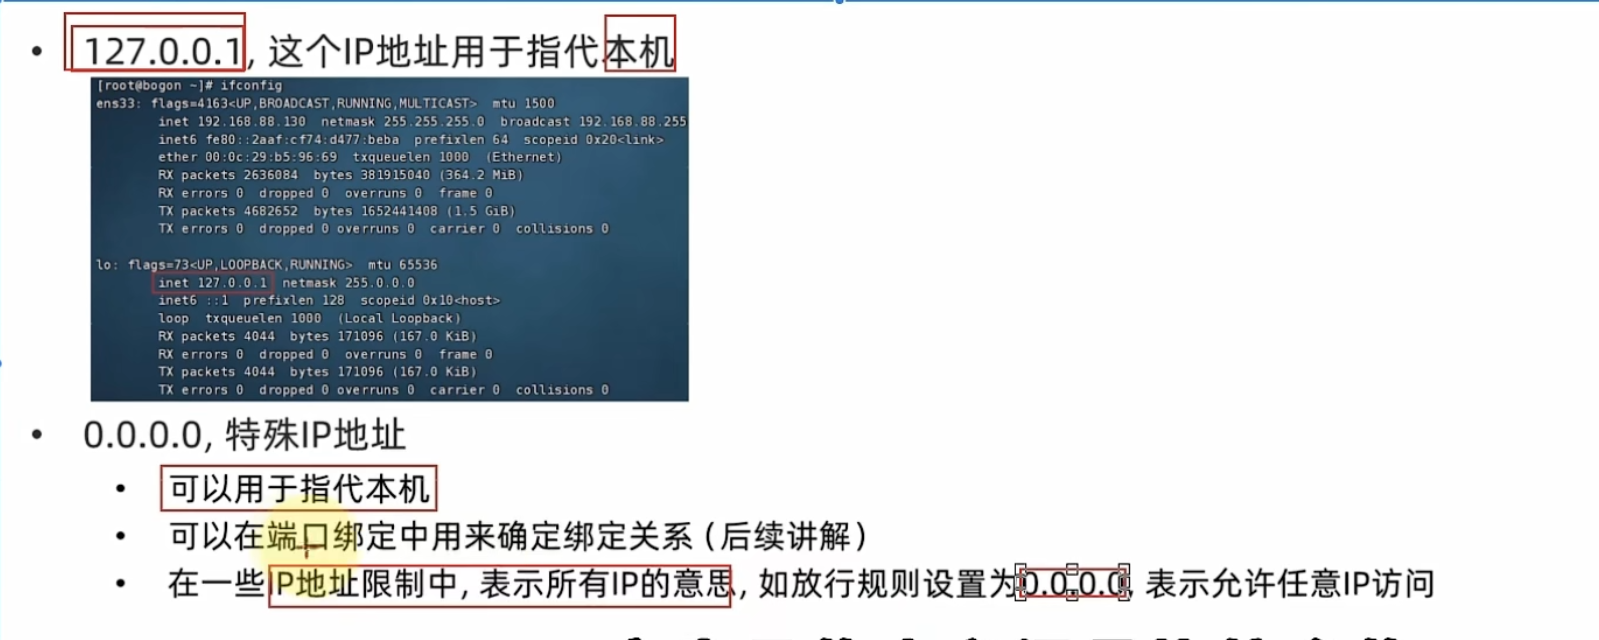 • 127.0.0.1, 这个IP地址用于指代本机
[root@bogon ~]# ifconfig
ens33: flags=4163<UP,BROADCAST,RUNNING,MULTICAST>  mtu 1500
inet 192.168.88.130  netmask 255.255.255.0  broadcast 192.168.88.255
inet6 fe80::2aaf:cf74:d477:beba  prefixlen 64  scopeid 0x20<link>
ether 00:0c:29:b5:96:69  txqueuelen 1000  (Ethernet)
RX packets 2636084  bytes 381915040 (364.2 MiB)
RX errors 0  dropped 0  overruns 0  frame 0
TX packets 4682652  bytes 1652441408 (1.5 GiB)
TX errors 0  dropped 0 overruns 0  carrier 0  collisions 0
lo: flags=73<UP,LOOPBACK,RUNNING>  mtu 65536
inet 127.0.0.1  netmask 255.0.0.0
inet6 ::1  prefixlen 128  scopeid 0x10<host>
loop  txqueuelen 1000  (Local Loopback)
RX packets 4044  bytes 171096 (167.0 KiB)
RX errors 0  dropped 0  overruns 0  frame 0
TX packets 4044  bytes 171096 (167.0 KiB)
TX errors 0  dropped 0 overruns 0  carrier 0  collisions 0
• 0.0.0.0, 特殊IP地址
• 可以用于指代本机
• 可以在端口绑定中用来确定绑定关系（后续讲解）
• 在一些IP地址限制中, 表示所有IP的意思, 如放行规则设置为0.0.0.0, 表示允许任意IP访问